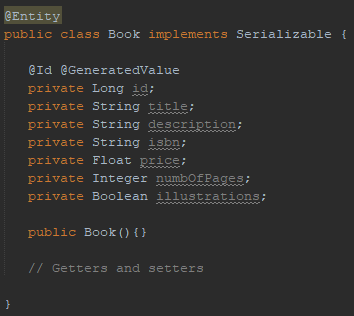 @Entity
public class Book implements Serializable {
@Id @GeneratedValue
private Long id;
private String title;
private String description;
private String isbn;
private Float price;
private Integer numbOfPages;
private Boolean illustrations;
public Book(){}
// Getters and setters
}